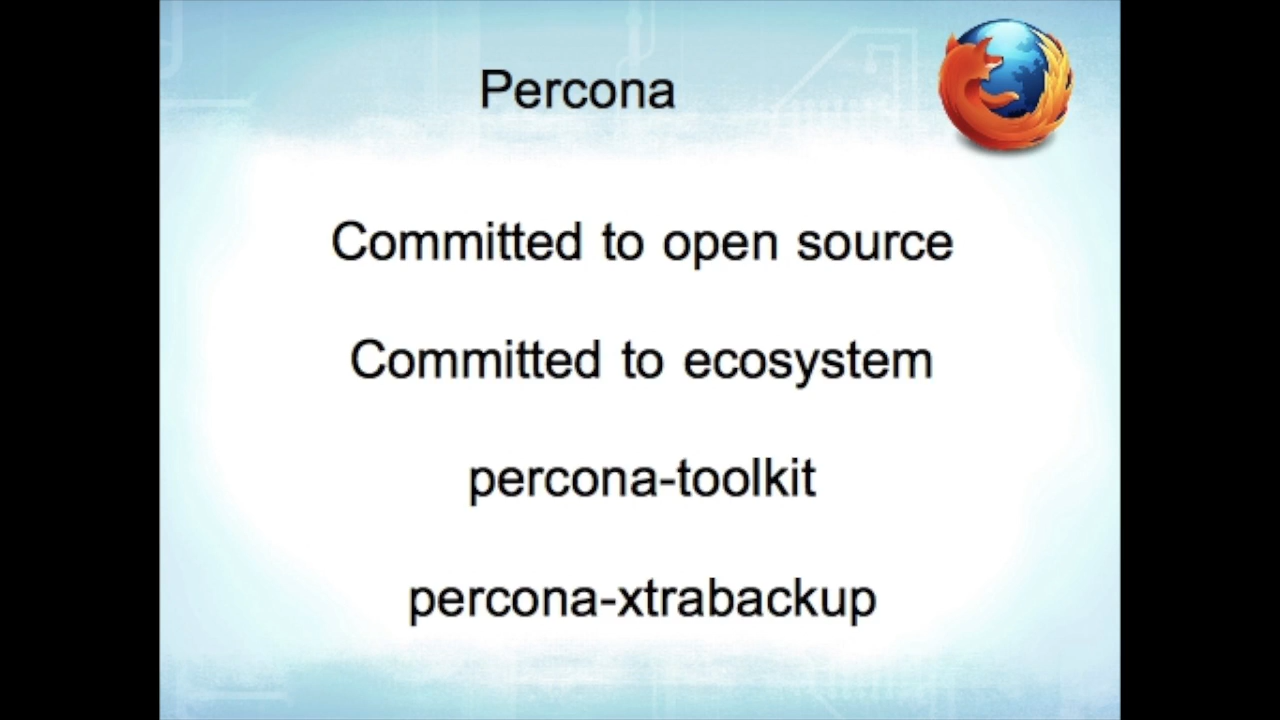 Percona
Committed to open source
Committed to ecosystem
percona-toolkit
percona-xtrabackup